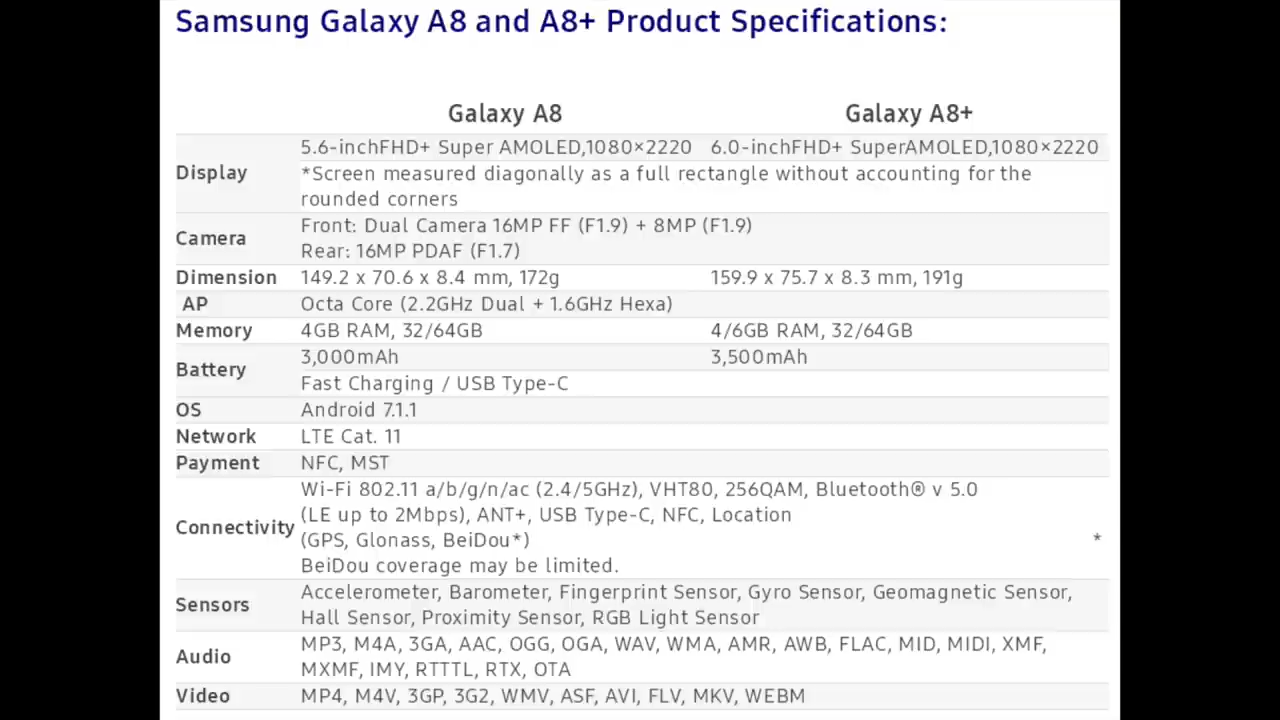 Samsung Galaxy A8 and A8+ Product Specifications:
Galaxy A8 Galaxy A8+
Display
5.6-inchFHD+ Super AMOLED,1080×2220 6.0-inchFHD+ SuperAMOLED,1080×2220
*Screen measured diagonally as a full rectangle without accounting for the
rounded corners
Camera
Front: Dual Camera 16MP FF (F1.9) + 8MP (F1.9)
Rear: 16MP PDAF (F1.7)
Dimension 149.2 x 70.6 x 8.4 mm, 172g 159.9 x 75.7 x 8.3 mm, 191g
AP Octa Core (2.2GHz Dual + 1.6GHz Hexa)
Memory 4GB RAM, 32/64GB 4/6GB RAM, 32/64GB
Battery
3,000mAh 3,500mAh
Fast Charging / USB Type-C
OS Android 7.1.1
Network LTE Cat. 11
Payment NFC, MST
Connectivity
Wi-Fi 802.11 a/b/g/n/ac (2.4/5GHz), VHT80, 256QAM, Bluetooth® v 5.0
(LE up to 2Mbps), ANT+, USB Type-C, NFC, Location
(GPS, Glonass, BeiDou*) *
BeiDou coverage may be limited.
Sensors
Accelerometer, Barometer, Fingerprint Sensor, Gyro Sensor, Geomagnetic Sensor,
Hall Sensor, Proximity Sensor, RGB Light Sensor
Audio
MP3, M4A, 3GA, AAC, OGG, OGA, WAV, WMA, AMR, AWB, FLAC, MID, MIDI, XMF,
MXMF, IMY, RTTTL, RTX, OTA
Video MP4, M4V, 3GP, 3G2, WMV, ASF, AVI, FLV, MKV, WEBM